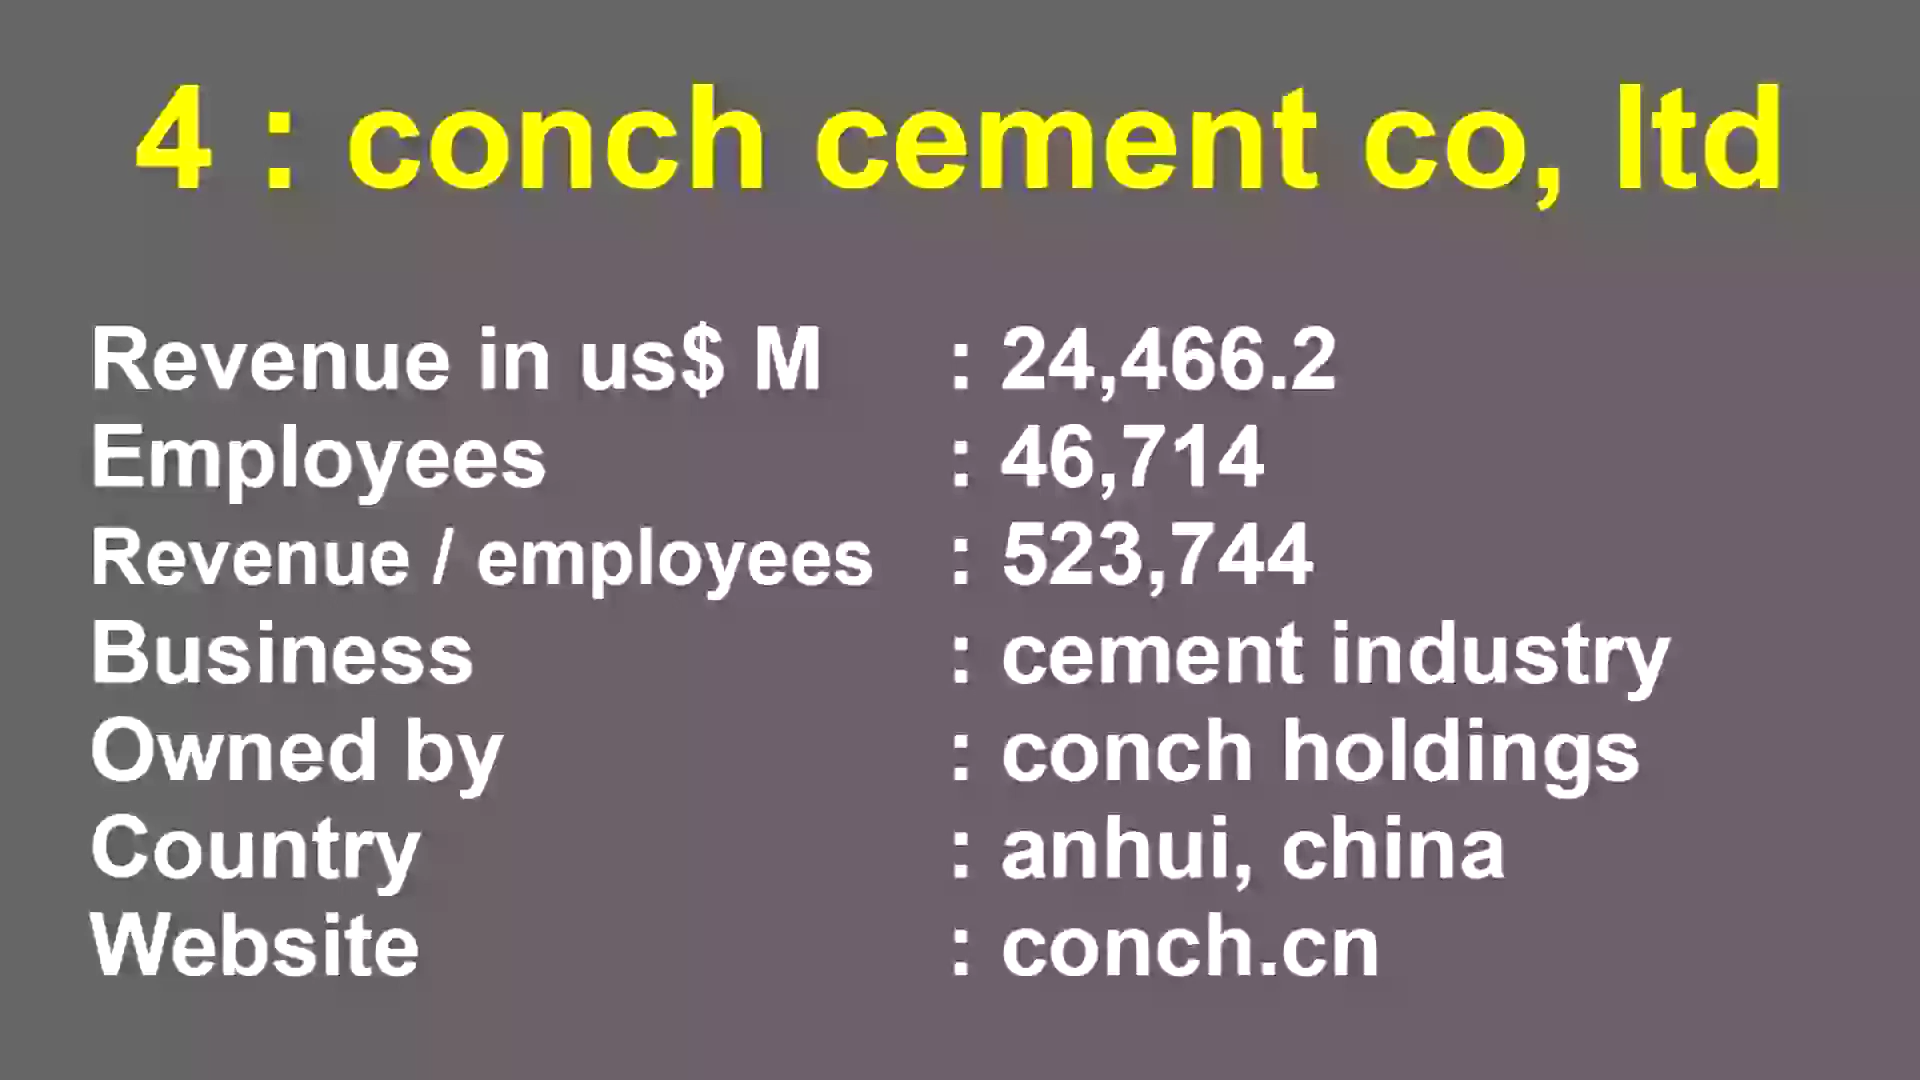 4 : conch cement co, ltd
Revenue in us$ M : 24,466.2
Employees : 46,714
Revenue / employees : 523,744
Business : cement industry
Owned by : conch holdings
Country : anhui, china
Website : conch.cn